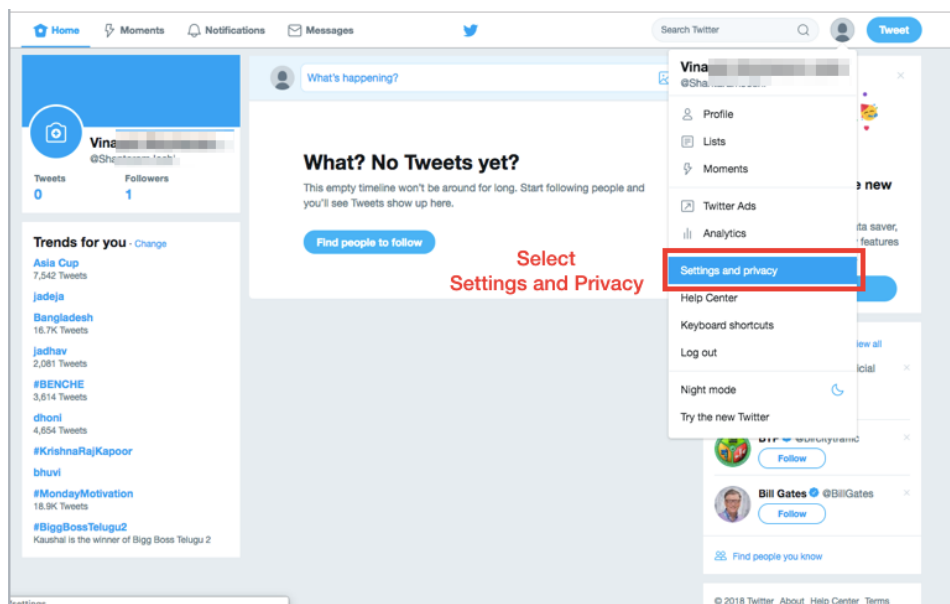 Home
Moments
Notifications
Messages
Search Twitter
Tweet
Vina
@Sha
Tweets
Followers
0
1
Trends for you · Change
Asia Cup
7,542 Tweets
jadeja
Bangladesh
16.7K Tweets
jadhav
2,081 Tweets
#BENCHE
3,614 Tweets
dhoni
4,654 Tweets
#KrishnaRajKapoor
bhuvi
#MondayMotivation
18.9K Tweets
#BiggBossTelugu2
Kaushal is the winner of Bigg Boss Telugu 2
What's happening?
What? No Tweets yet?
This empty timeline won't be around for long. Start following people and
you'll see Tweets show up here.
Find people to follow
Select
Settings and Privacy
Vina
@Sha
Profile
Lists
Moments
Twitter Ads
Analytics
Settings and privacy
Help Center
Keyboard shortcuts
Log out
Night mode
Try the new Twitter
new
data saver,
features
view all
Follow
Bill Gates @BillGates
Follow
Find people you know
© 2018 Twitter About Help Center Terms